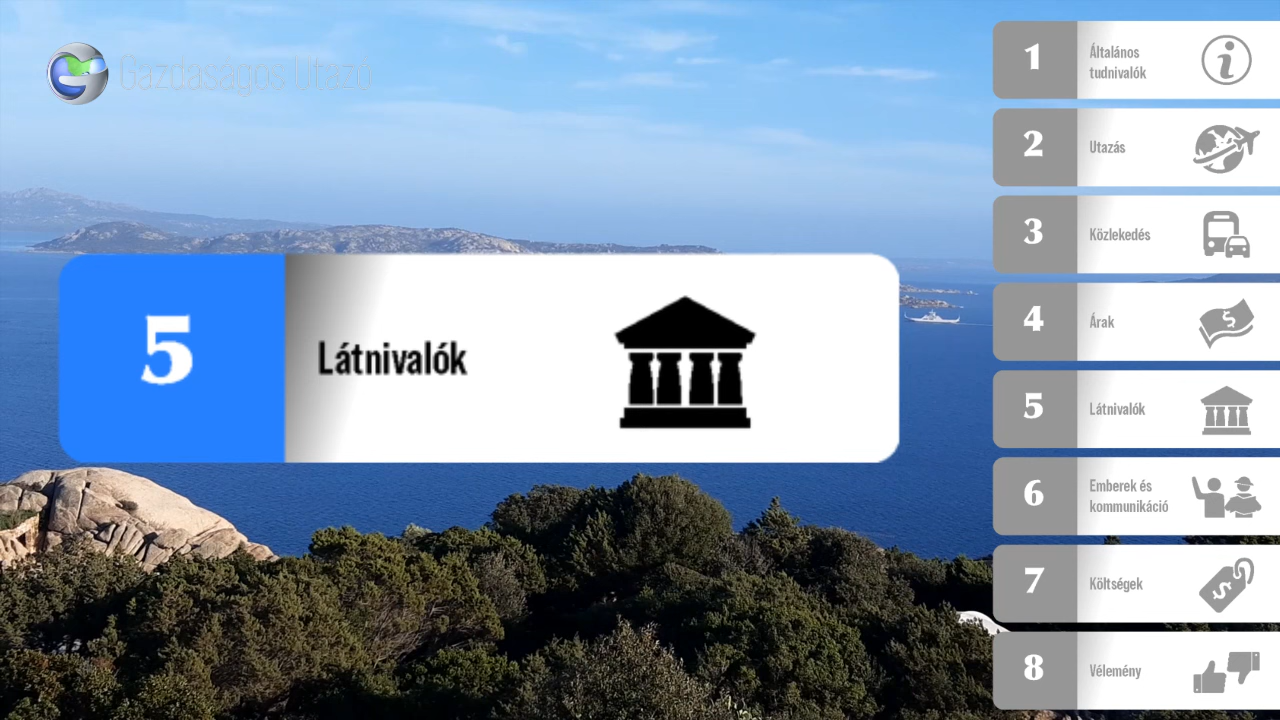 Gazdaságos Utazó
5
Látnivalók
1
Általános
tudnivalók
2
Utazás
3
Közlekedés
4
Árak
5
Látnivalók
6
Emberek és
kommunikáció
7
Költségek
8
Vélemény